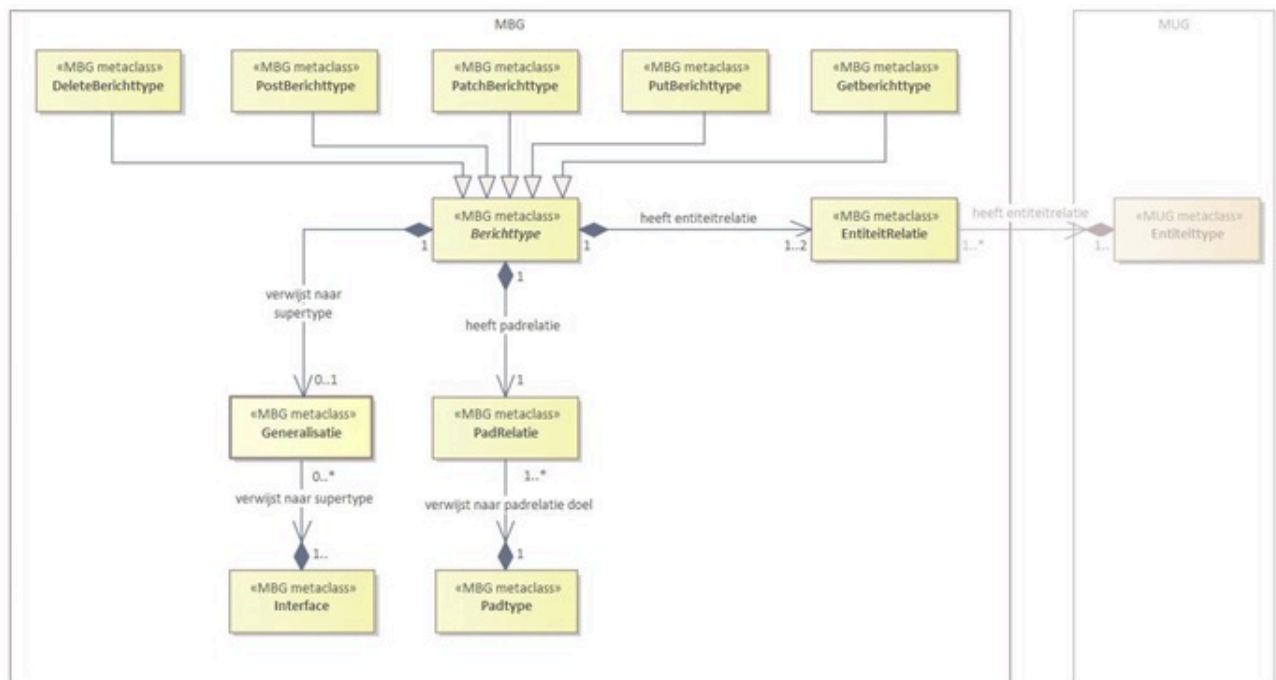 MBG
MUG
«MBG metaclass»
DeleteBerichttype
«MBG metaclass»
PostBerichttype
«MBG metaclass»
PatchBerichttype
«MBG metaclass»
PutBerichttype
«MBG metaclass»
Getberichttype
«MBG metaclass»
Berichttype
1
1
1
heeft entiteitrelatie
1..2
«MBG metaclass»
EntiteitRelatie
1..*
heeft entiteitrelatie
1..
«MUG metaclass»
Entiteittype
verwijst naar
supertype
0..1
heeft padrelatie
1
«MBG metaclass»
Generalisatie
0..*
«MBG metaclass»
PadRelatie
1..*
verwijst naar supertype
1..
verwijst naar padrelatie doel
1
«MBG metaclass»
Interface
«MBG metaclass»
Padtype